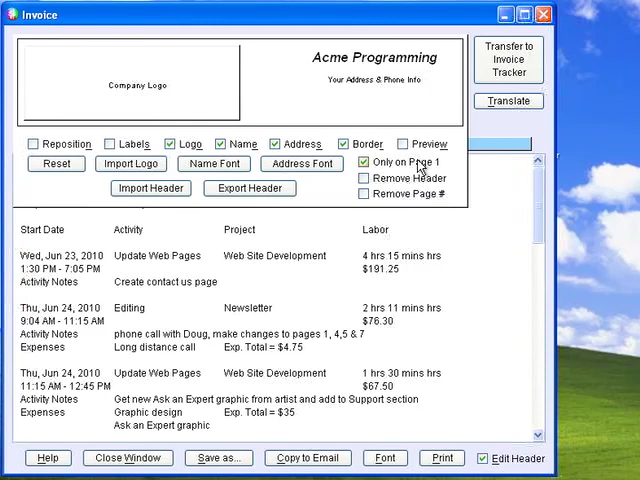 Invoice
Company Logo
Acme Programming
Your Address & Phone Info
Transfer to
Invoice
Tracker
Translate
Reposition Labels Logo Name Address Border Preview
Reset Import Logo Name Font Address Font Only on Page 1
Remove Header
Import Header Export Header Remove Page #
Start Date Activity Project Labor
Wed, Jun 23, 2010 Update Web Pages Web Site Development 4 hrs 15 mins hrs
1:30 PM - 7:05 PM $191.25
Activity Notes Create contact us page
Thu, Jun 24, 2010 Editing Newsletter 2 hrs 11 mins hrs
9:04 AM - 11:15 AM $76.30
Activity Notes phone call with Doug, make changes to pages 1, 4,5 & 7
Expenses Long distance call Exp. Total = $4.75
Thu, Jun 24, 2010 Update Web Pages Web Site Development 1 hrs 30 mins hrs
11:15 AM - 12:45 PM $67.50
Activity Notes Get new Ask an Expert graphic from artist and add to Support section
Expenses Graphic design Exp. Total = $35
Ask an Expert graphic
Help Close Window Save as... Copy to Email Font Print Edit Header